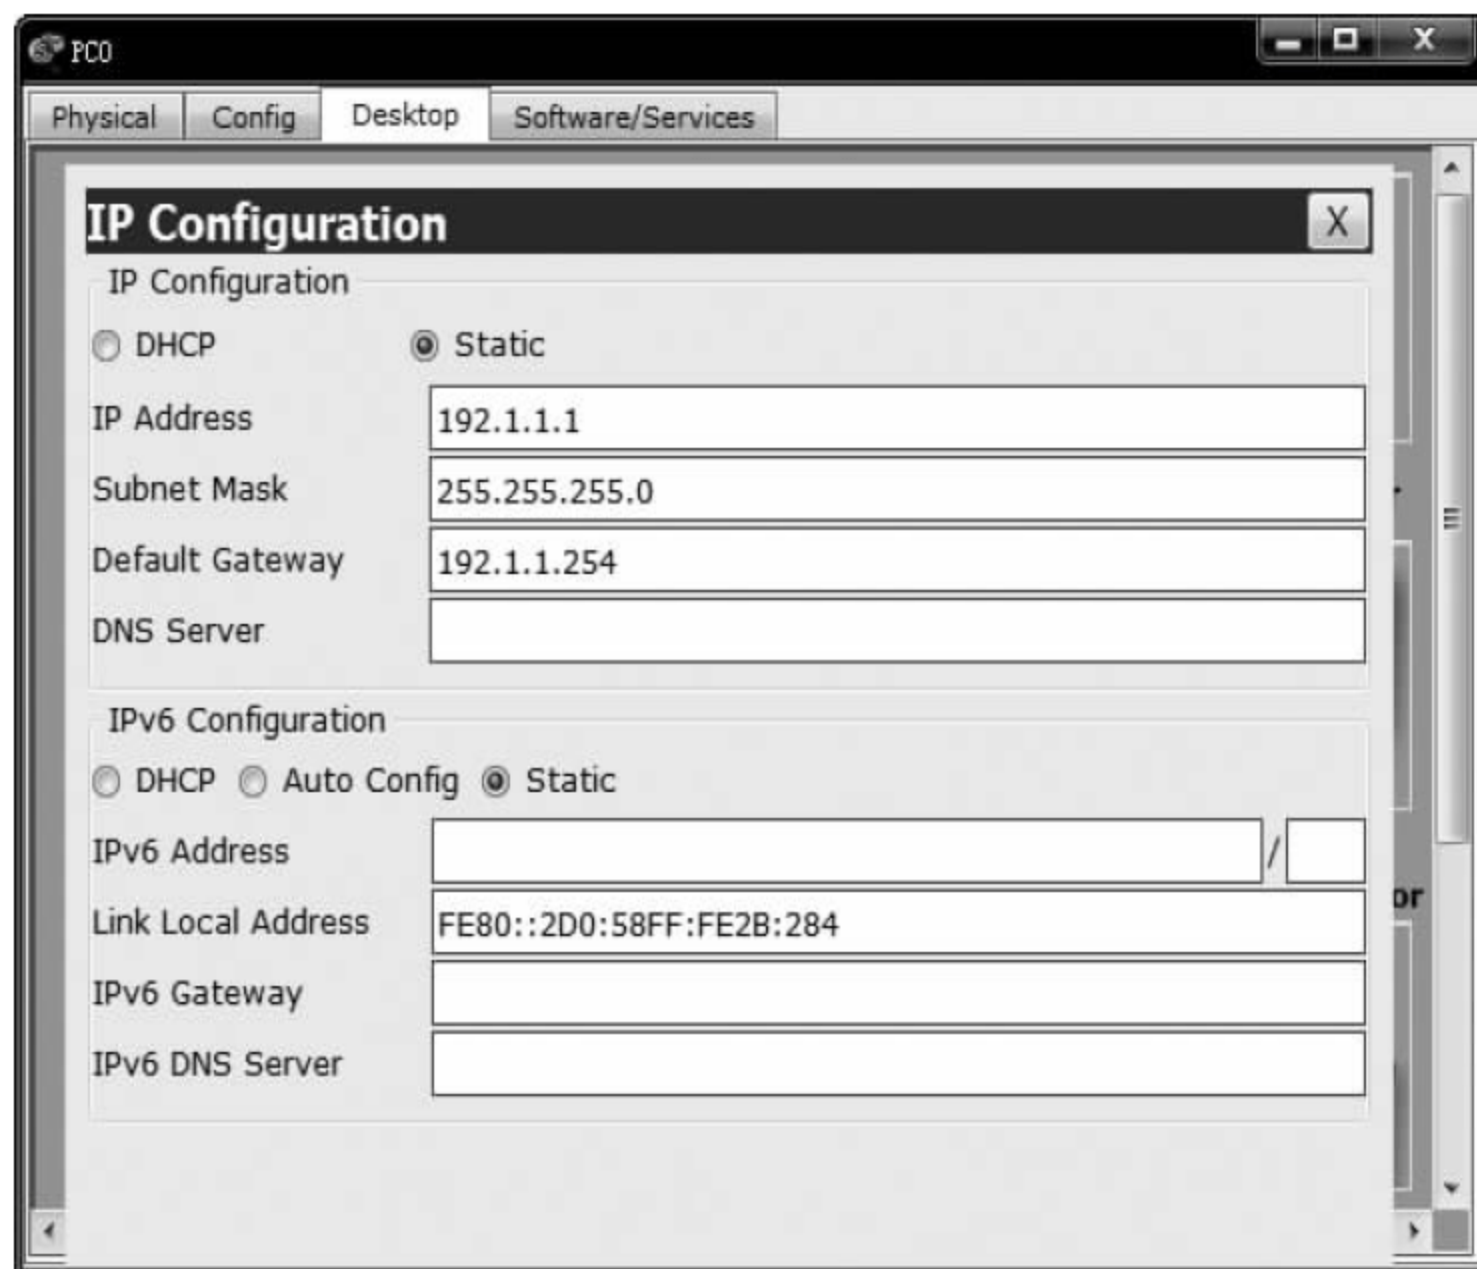 PC0
X
Physical Config Desktop Software/Services
IP Configuration X
IP Configuration
DHCP Static
IP Address 192.1.1.1
Subnet Mask 255.255.255.0
Default Gateway 192.1.1.254
DNS Server
IPv6 Configuration
DHCP Auto Config Static
IPv6 Address /
or
Link Local Address FE80::2D0:58FF:FE2B:284
IPv6 Gateway
IPv6 DNS Server